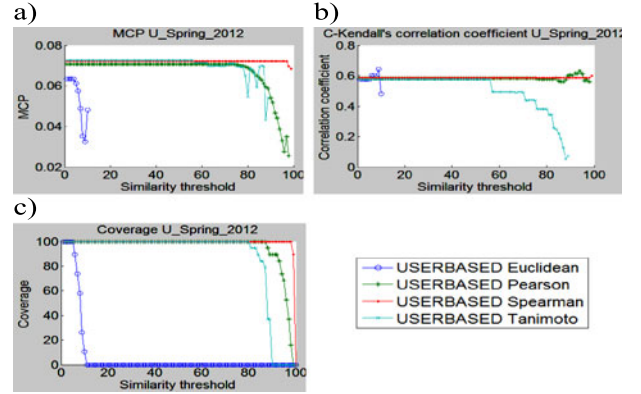 a)
MCP U_Spring_2012
0.08
0.06
0.04
0.02
MCP
0 20 40 60 80 100
Similarity threshold
b)
C-Kendall's correlation coefficient U_Spring_2012
0.8
0.6
0.4
0.2
0
Correlation coefficient
0 20 40 60 80 100
Similarity threshold
c)
Coverage U_Spring_2012
100
80
60
40
20
0
Coverage
0 20 40 60 80 100
Similarity threshold
USERBASED Euclidean
USERBASED Pearson
USERBASED Spearman
USERBASED Tanimoto